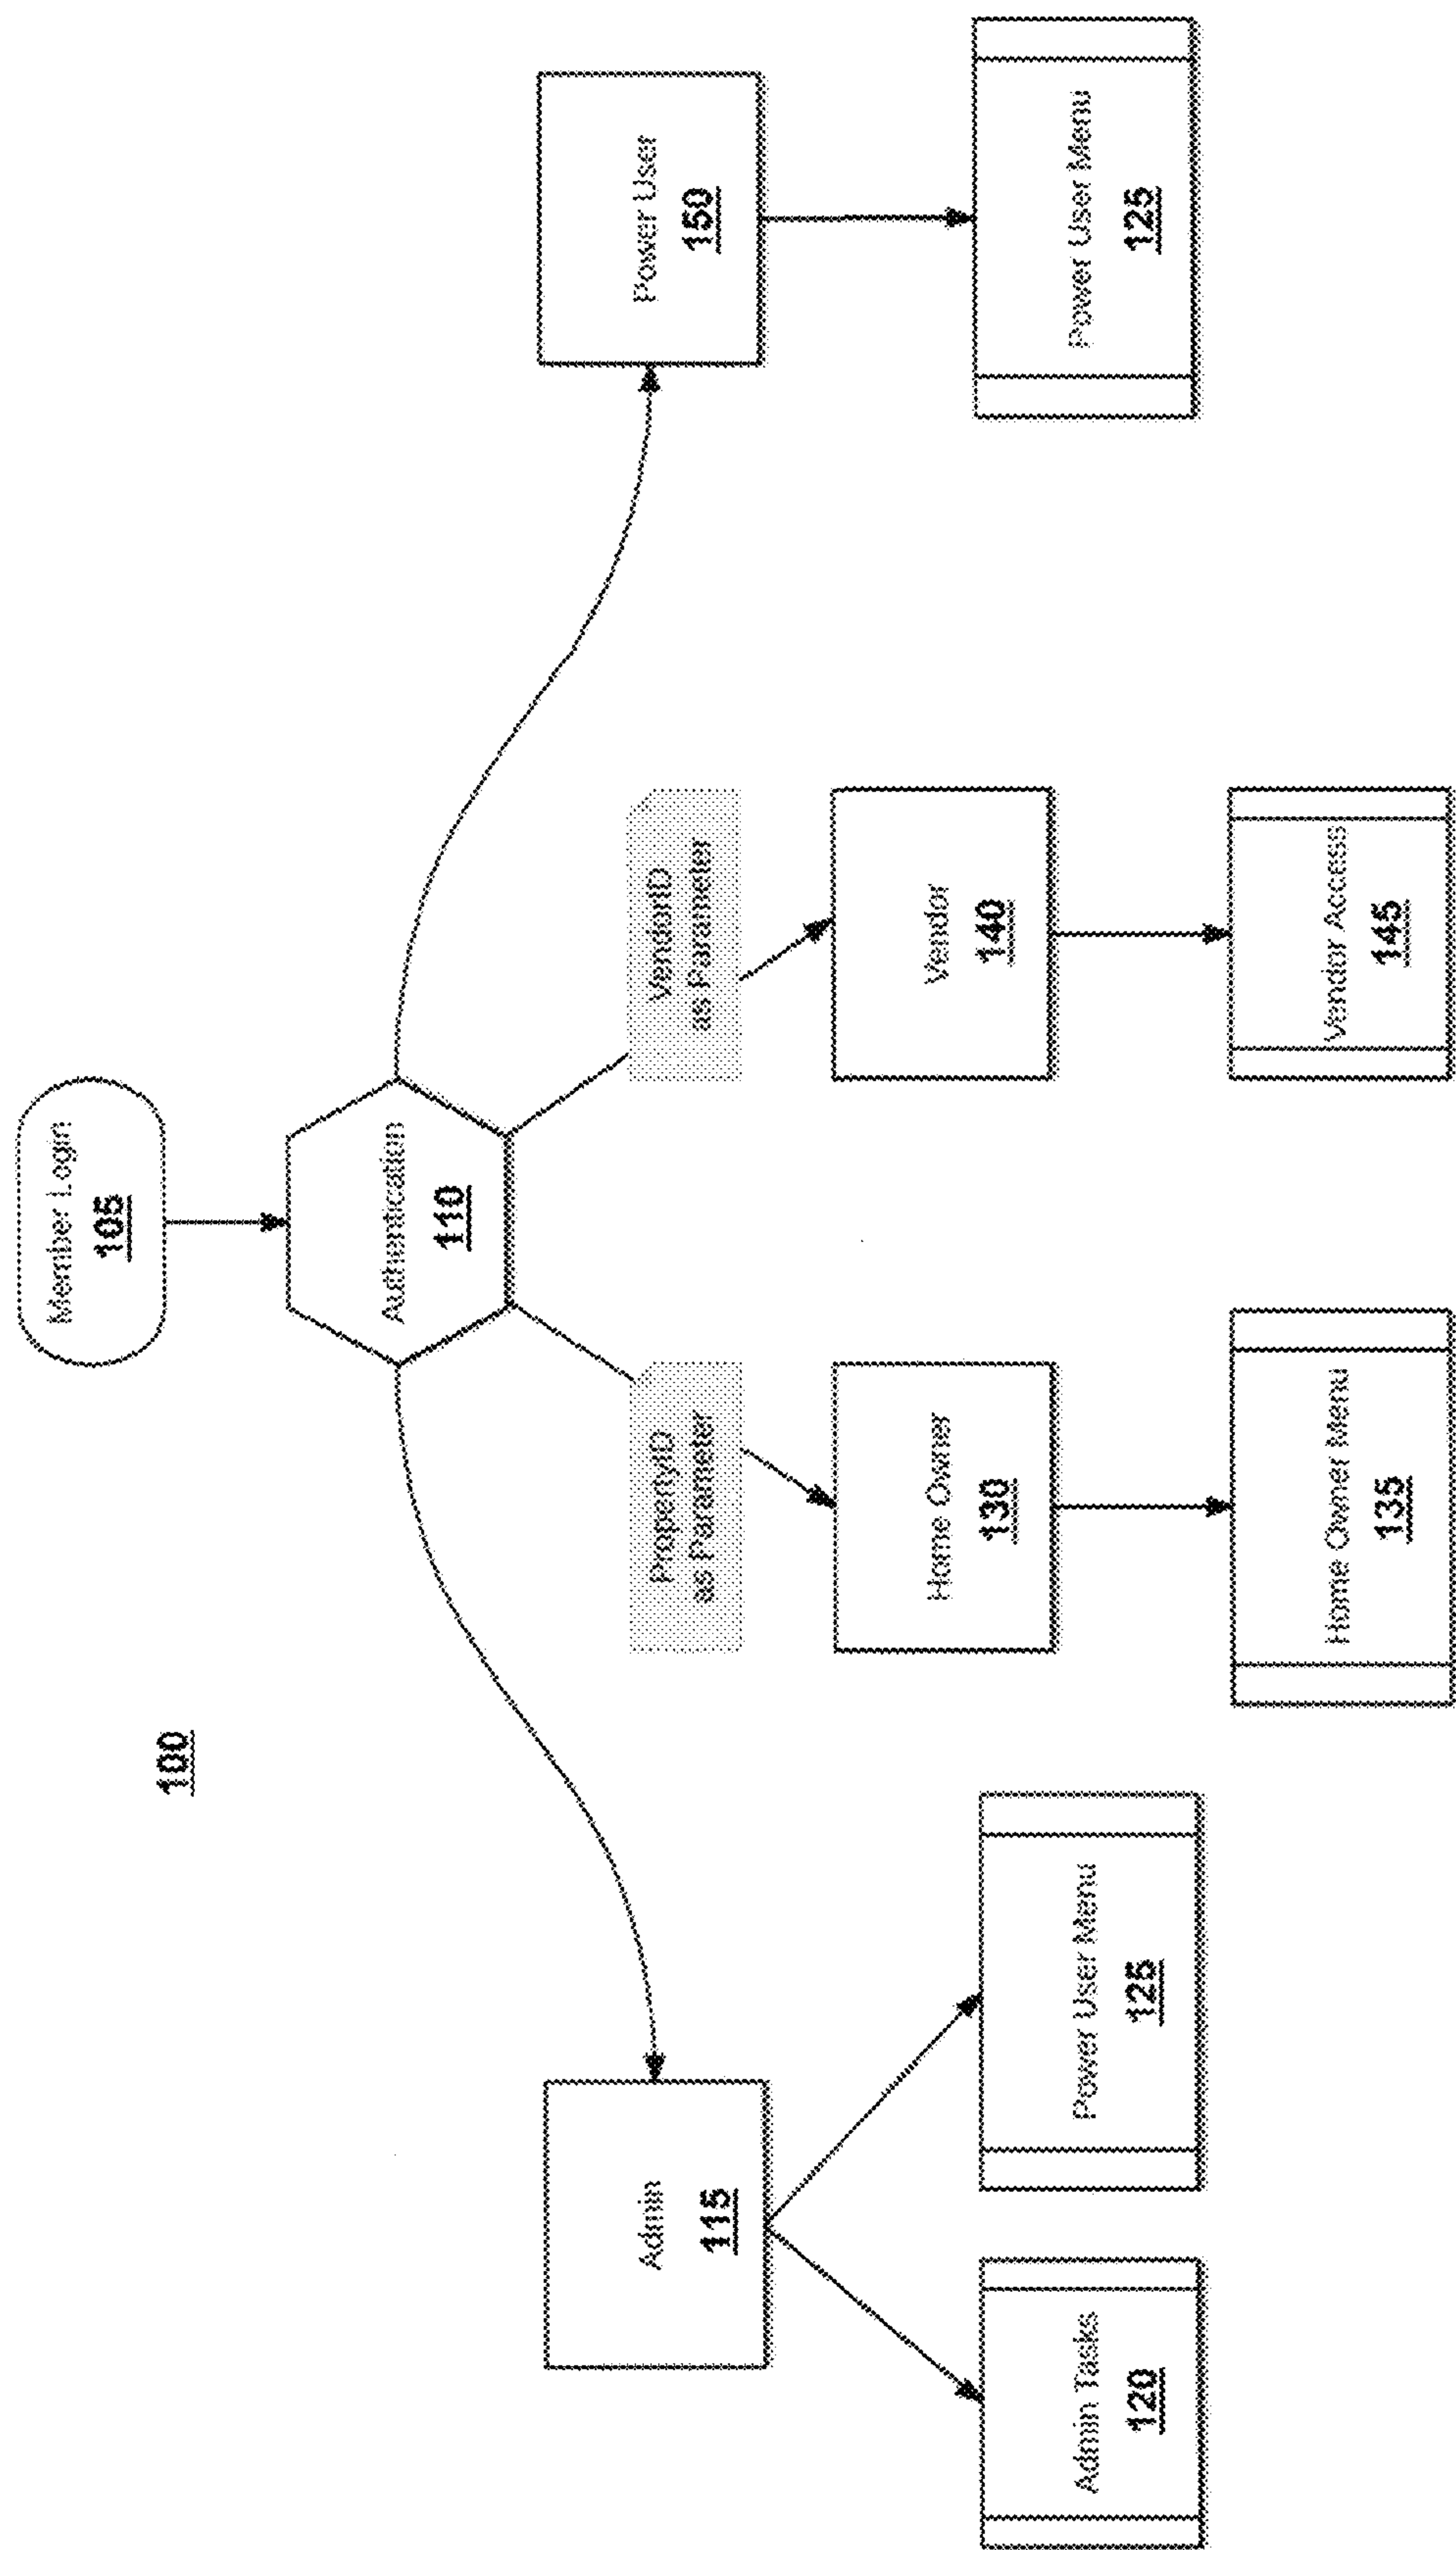 100
Member Login
105
Authentication
110
PropertyID
as Parameter
VendorID
as Parameter
Admin
115
Power User
150
Home Owner
130
Vendor
140
Admin Tasks
120
Power User Menu
125
Power User Menu
125
Home Owner Menu
135
Vendor Access
145